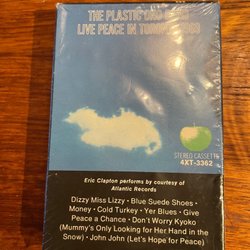 THE PLASTIC ONO BAND
LIVE PEACE IN TORONTO 1969
STEREO CASSETTE
4XT-3362
Eric Clapton performs by courtesy of
Atlantic Records
Dizzy Miss Lizzy • Blue Suede Shoes •
Money • Cold Turkey • Yer Blues • Give
Peace a Chance • Don't Worry Kyoko
(Mummy's Only Looking for Her Hand in the
Snow) • John John (Let's Hope for Peace)